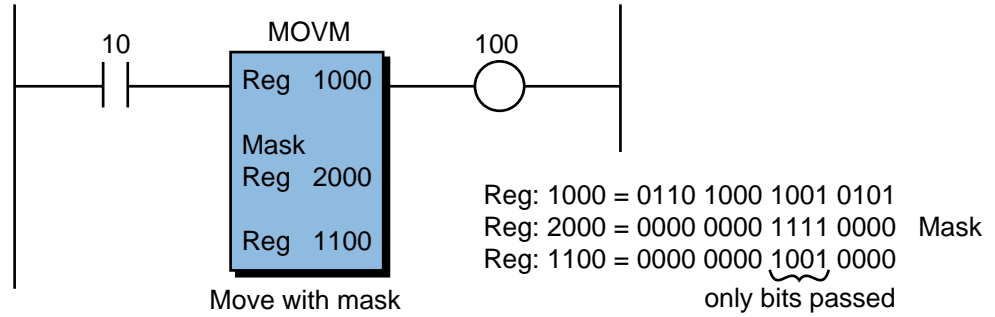 10
MOVM
100
Reg 1000
Mask
Reg 2000
Reg 1100
Move with mask
Reg: 1000 = 0110 1000 1001 0101
Reg: 2000 = 0000 0000 1111 0000 Mask
Reg: 1100 = 0000 0000 1001 0000
only bits passed